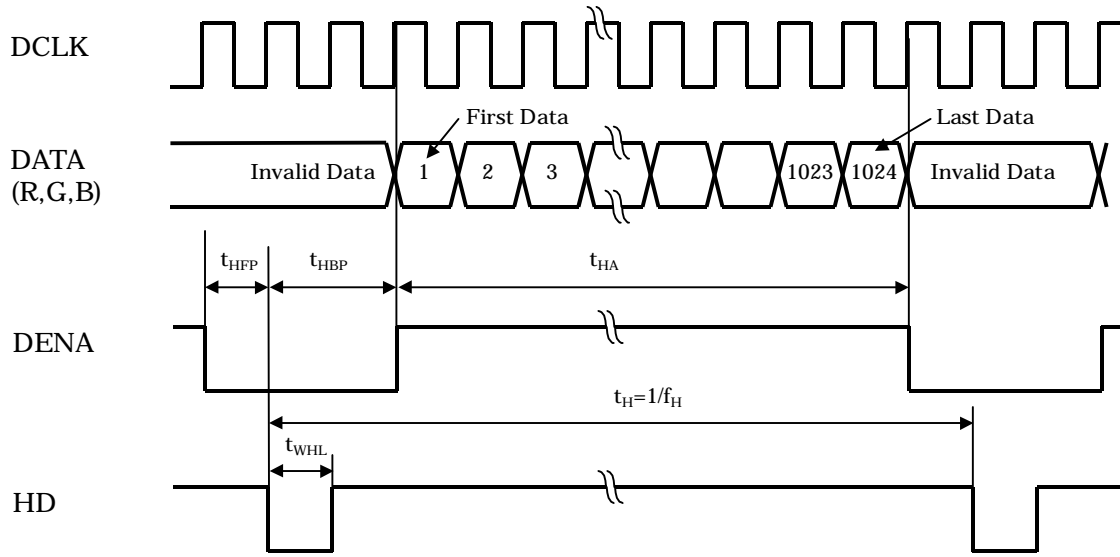 DCLK
First Data
Last Data
DATA
(R,G,B)
Invalid Data
1
2
3
1023
1024
Invalid Data
tHFP
tHBP
tHA
DENA
tH=1/fH
tWHL
HD